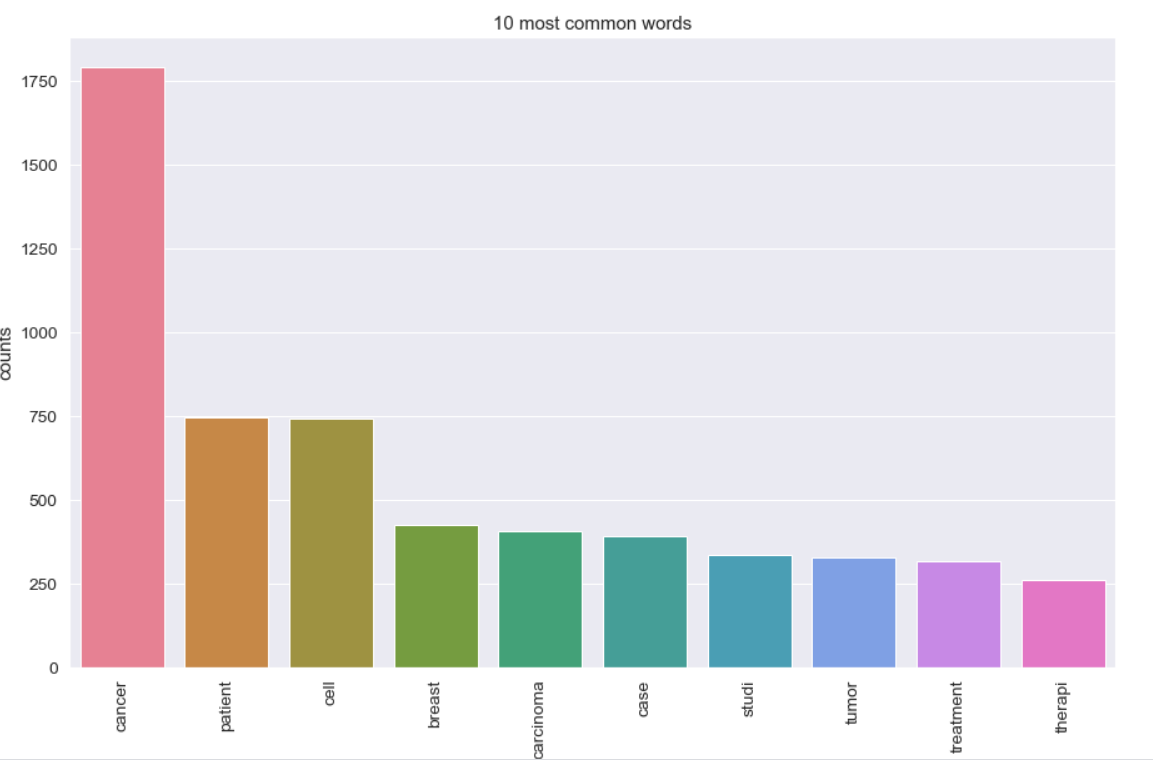 10 most common words
counts
1750
1500
1250
1000
750
500
250
0
cancer
patient
cell
breast
carcinoma
case
studi
tumor
treatment
therapi